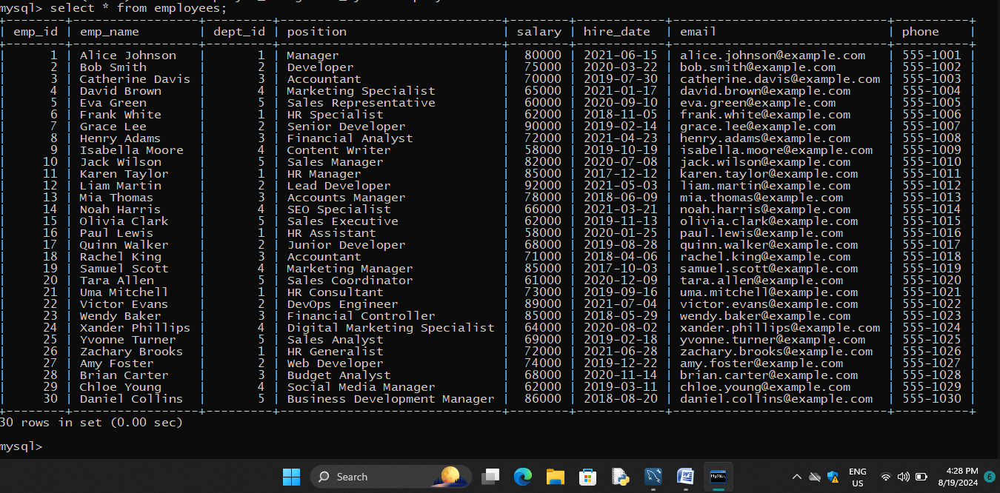 mysql> select * from employees;
+--------+-----------------+---------+------------------------------+--------+------------+-----------------------------+----------+
| emp_id | emp_name | dept_id | position | salary | hire_date | email | phone |
+--------+-----------------+---------+------------------------------+--------+------------+-----------------------------+----------+
| 1 | Alice Johnson | 1 | Manager | 80000 | 2021-06-15 | alice.johnson@example.com | 555-1001 |
| 2 | Bob Smith | 2 | Developer | 75000 | 2020-03-22 | bob.smith@example.com | 555-1002 |
| 3 | Catherine Davis | 3 | Accountant | 70000 | 2019-07-30 | catherine.davis@example.com | 555-1003 |
| 4 | David Brown | 4 | Marketing Specialist | 65000 | 2021-01-17 | david.brown@example.com | 555-1004 |
| 5 | Eva Green | 5 | Sales Representative | 60000 | 2020-09-10 | eva.green@example.com | 555-1005 |
| 6 | Frank White | 1 | HR Specialist | 62000 | 2018-11-05 | frank.white@example.com | 555-1006 |
| 7 | Grace Lee | 2 | Senior Developer | 90000 | 2019-02-14 | grace.lee@example.com | 555-1007 |
| 8 | Henry Adams | 3 | Financial Analyst | 72000 | 2021-04-23 | henry.adams@example.com | 555-1008 |
| 9 | Isabella Moore | 4 | Content Writer | 58000 | 2019-10-19 | isabella.moore@example.com | 555-1009 |
| 10 | Jack Wilson | 5 | Sales Manager | 82000 | 2020-07-08 | jack.wilson@example.com | 555-1010 |
| 11 | Karen Taylor | 1 | HR Manager | 85000 | 2017-12-12 | karen.taylor@example.com | 555-1011 |
| 12 | Liam Martin | 2 | Lead Developer | 92000 | 2021-05-03 | liam.martin@example.com | 555-1012 |
| 13 | Mia Thomas | 3 | Accounts Manager | 78000 | 2018-06-09 | mia.thomas@example.com | 555-1013 |
| 14 | Noah Harris | 4 | SEO Specialist | 66000 | 2021-03-21 | noah.harris@example.com | 555-1014 |
| 15 | Olivia Clark | 5 | Sales Executive | 62000 | 2019-11-13 | olivia.clark@example.com | 555-1015 |
| 16 | Paul Lewis | 1 | HR Assistant | 58000 | 2020-01-25 | paul.lewis@example.com | 555-1016 |
| 17 | Quinn Walker | 2 | Junior Developer | 68000 | 2019-08-28 | quinn.walker@example.com | 555-1017 |
| 18 | Rachel King | 3 | Accountant | 71000 | 2018-04-06 | rachel.king@example.com | 555-1018 |
| 19 | Samuel Scott | 4 | Marketing Manager | 85000 | 2017-10-03 | samuel.scott@example.com | 555-1019 |
| 20 | Tara Allen | 5 | Sales Coordinator | 61000 | 2020-12-09 | tara.allen@example.com | 555-1020 |
| 21 | Uma Mitchell | 1 | HR Consultant | 73000 | 2019-09-16 | uma.mitchell@example.com | 555-1021 |
| 22 | Victor Evans | 2 | DevOps Engineer | 89000 | 2021-07-04 | victor.evans@example.com | 555-1022 |
| 23 | Wendy Baker | 3 | Financial Controller | 85000 | 2018-05-29 | wendy.baker@example.com | 555-1023 |
| 24 | Xander Phillips | 4 | Digital Marketing Specialist | 64000 | 2020-08-02 | xander.phillips@example.com | 555-1024 |
| 25 | Yvonne Turner | 5 | Sales Analyst | 69000 | 2019-02-18 | yvonne.turner@example.com | 555-1025 |
| 26 | Zachary Brooks | 1 | HR Generalist | 72000 | 2021-06-28 | zachary.brooks@example.com | 555-1026 |
| 27 | Amy Foster | 2 | Web Developer | 74000 | 2019-12-22 | amy.foster@example.com | 555-1027 |
| 28 | Brian Carter | 3 | Budget Analyst | 68000 | 2020-11-14 | brian.carter@example.com | 555-1028 |
| 29 | Chloe Young | 4 | Social Media Manager | 62000 | 2019-03-11 | chloe.young@example.com | 555-1029 |
| 30 | Daniel Collins | 5 | Business Development Manager | 86000 | 2018-08-20 | daniel.collins@example.com | 555-1030 |
+--------+-----------------+---------+------------------------------+--------+------------+-----------------------------+----------+
30 rows in set (0.00 sec)
mysql>
Search
ENG
US
4:28 PM
8/19/2024
6